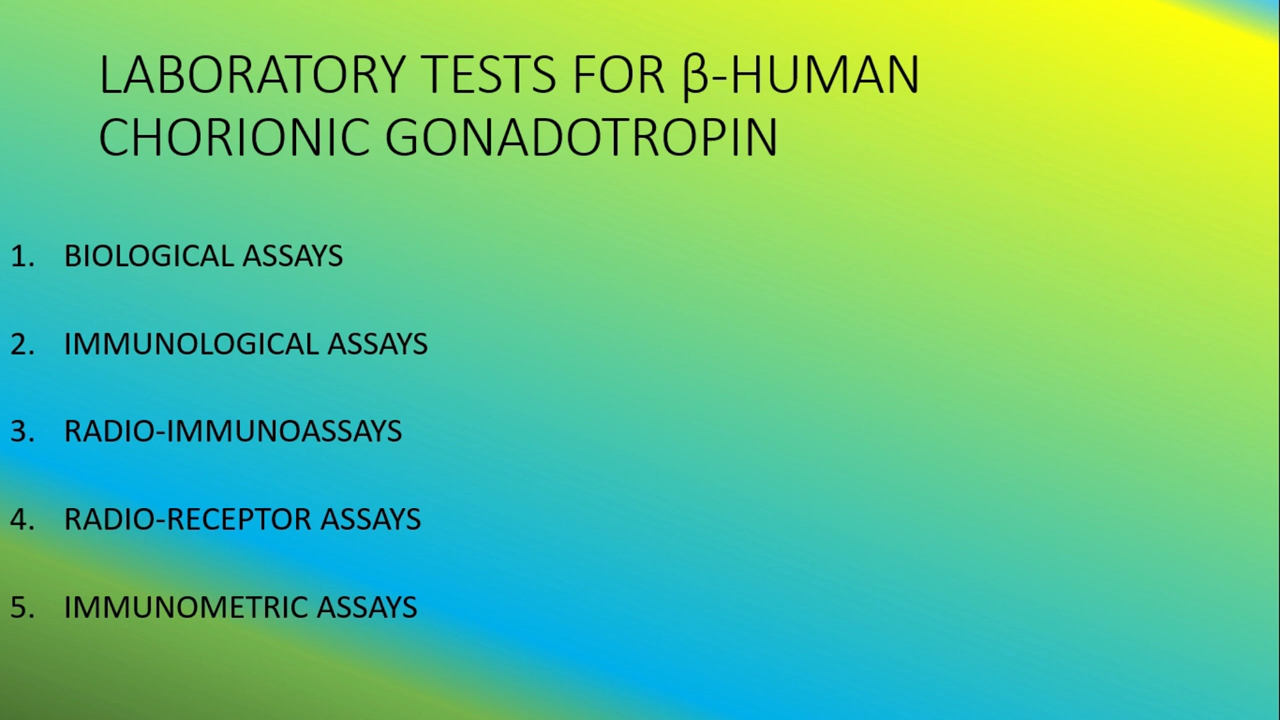 LABORATORY TESTS FOR β-HUMAN
CHORIONIC GONADOTROPIN
1. BIOLOGICAL ASSAYS
2. IMMUNOLOGICAL ASSAYS
3. RADIO-IMMUNOASSAYS
4. RADIO-RECEPTOR ASSAYS
5. IMMUNOMETRIC ASSAYS